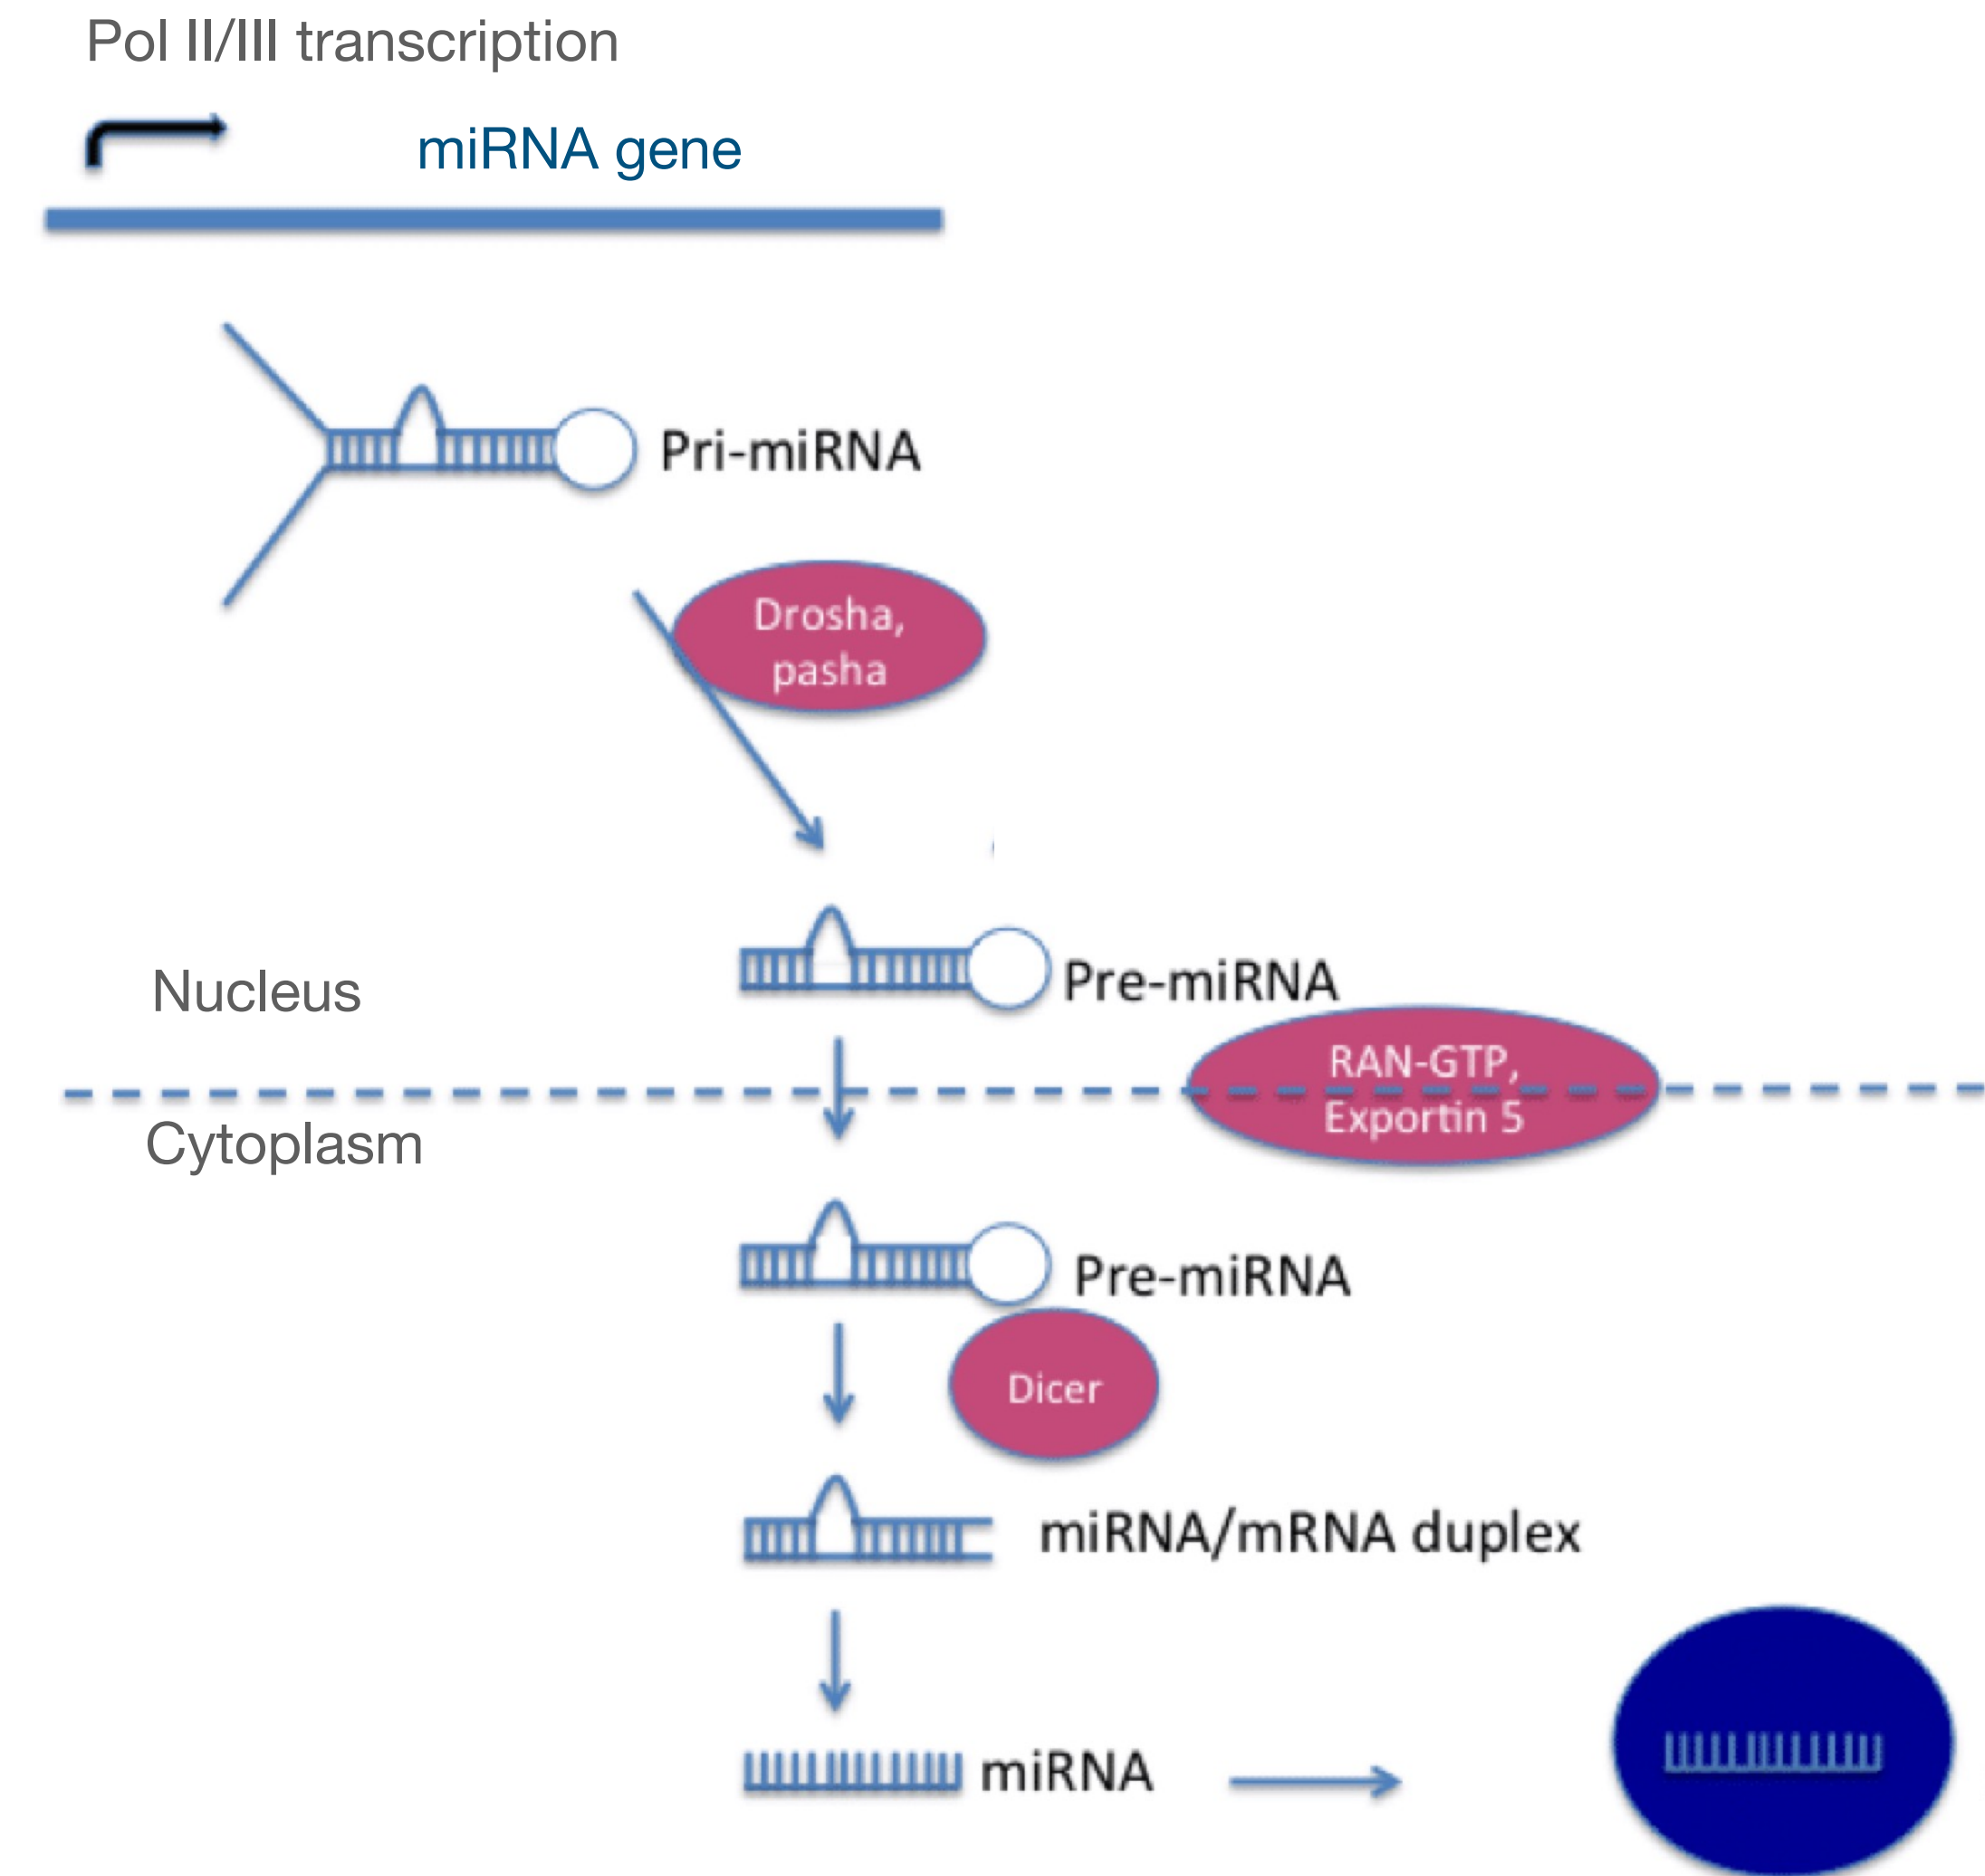 Pol II/III transcription
miRNA gene
Pri-miRNA
Drosha,
pasha
Pre-miRNA
Nucleus
RAN-GTP,
Exportin 5
Cytoplasm
Pre-miRNA
Dicer
miRNA/mRNA duplex
miRNA